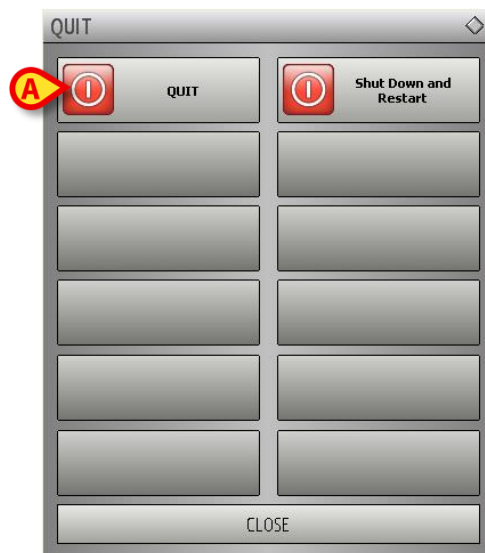 QUIT
A
QUIT
Shut Down and
Restart
CLOSE